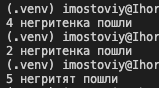 (.venv) imostoviy@Ihor
4 негритенка пошли
(.venv) imostoviy@Ihor
2 негритенка пошли
(.venv) imostoviy@Ihor
5 негритят пошли